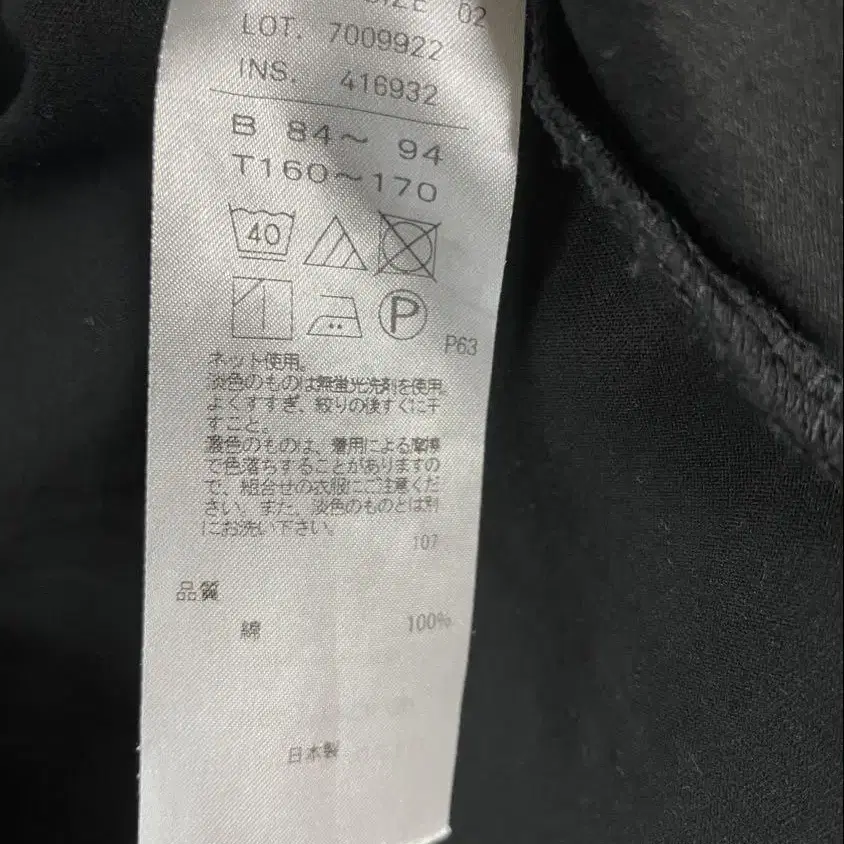 SIZE 02
LOT. 7009922
INS. 416932
B 84～ 94
T160～170
40
P
P63
ネット使用。
淡色のものは無蛍光洗剤を使用。
よくすすぎ、絞りの後すぐに干
すこと。
濃色のものは、着用による摩擦
で色落ちすることがありますの
で、組合せの衣服にご注意くだ
さい。また、淡色のものとは別
にお洗い下さい。
107
品質
綿 100%
日本製